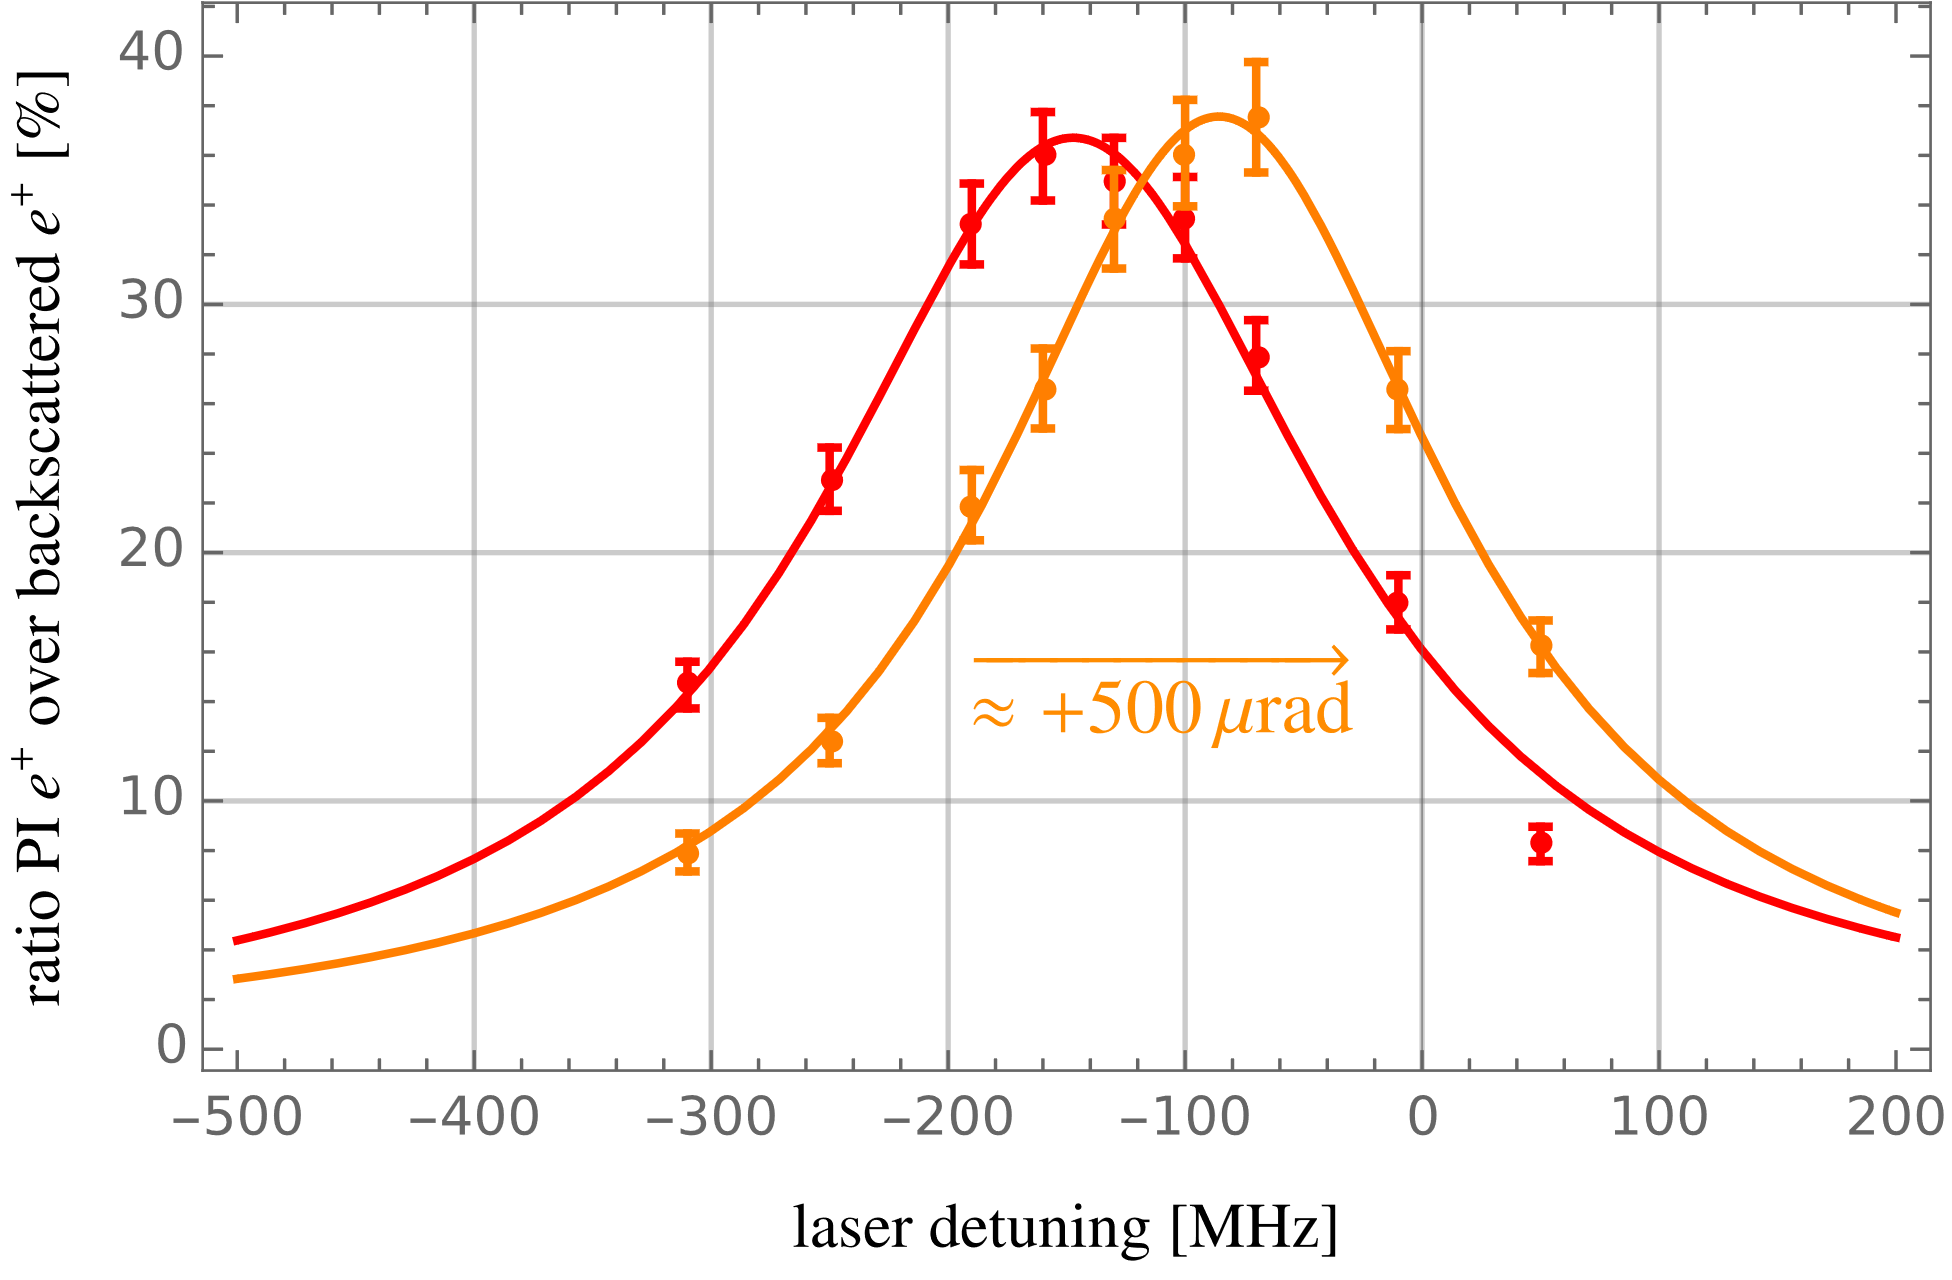 ratio PI e⁺ over backscattered e⁺ [%]
40
30
20
10
0
≈ +500 μrad
−500 −400 −300 −200 −100 0 100 200
laser detuning [MHz]